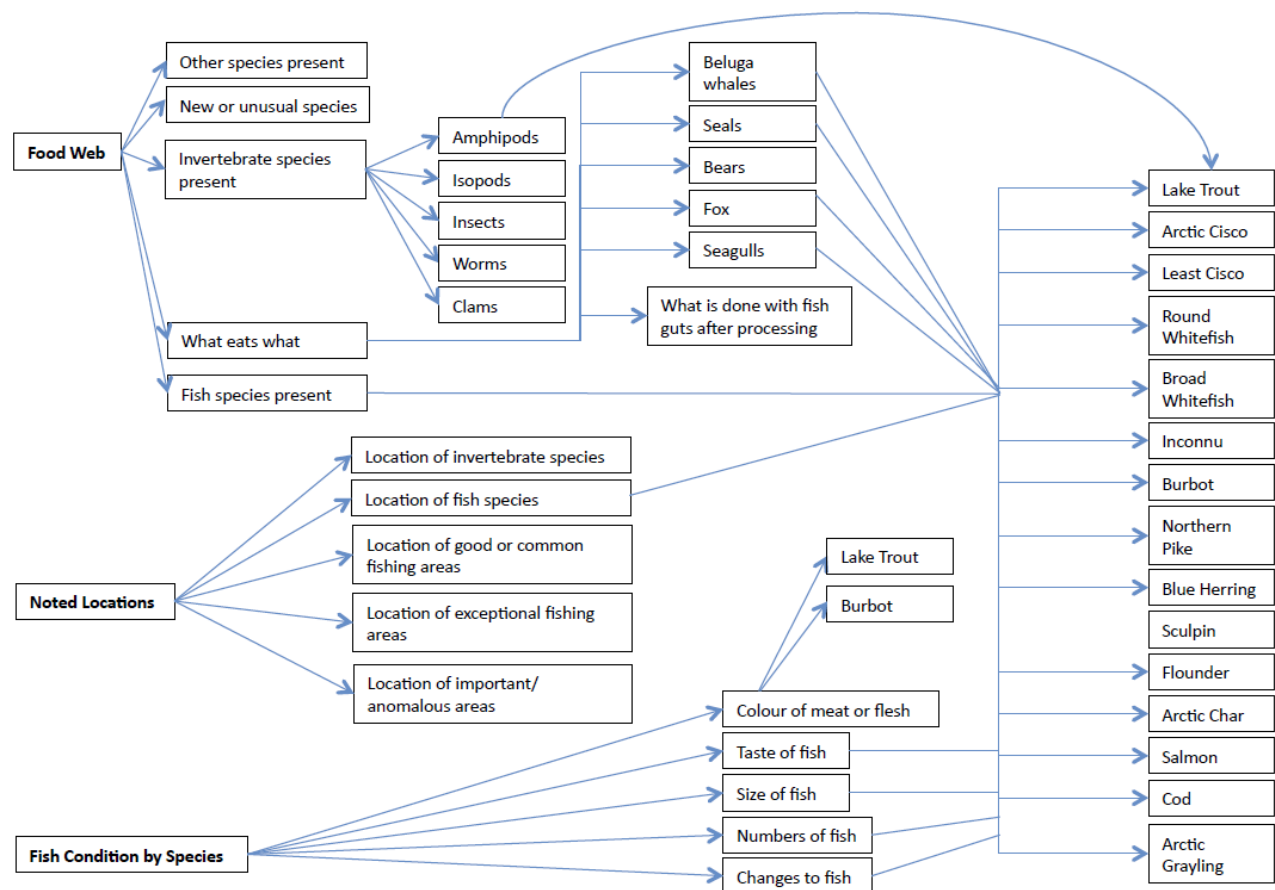 Other species present
New or unusual species
Food Web
Invertebrate species
present
What eats what
Fish species present
Amphipods
Isopods
Insects
Worms
Clams
Beluga
whales
Seals
Bears
Fox
Seagulls
What is done with fish
guts after processing
Noted Locations
Location of invertebrate species
Location of fish species
Location of good or common
fishing areas
Location of exceptional fishing
areas
Location of important/
anomalous areas
Fish Condition by Species
Lake Trout
Burbot
Colour of meat or flesh
Taste of fish
Size of fish
Numbers of fish
Changes to fish
Lake Trout
Arctic Cisco
Least Cisco
Round
Whitefish
Broad
Whitefish
Inconnu
Burbot
Northern
Pike
Blue Herring
Sculpin
Flounder
Arctic Char
Salmon
Cod
Arctic
Grayling